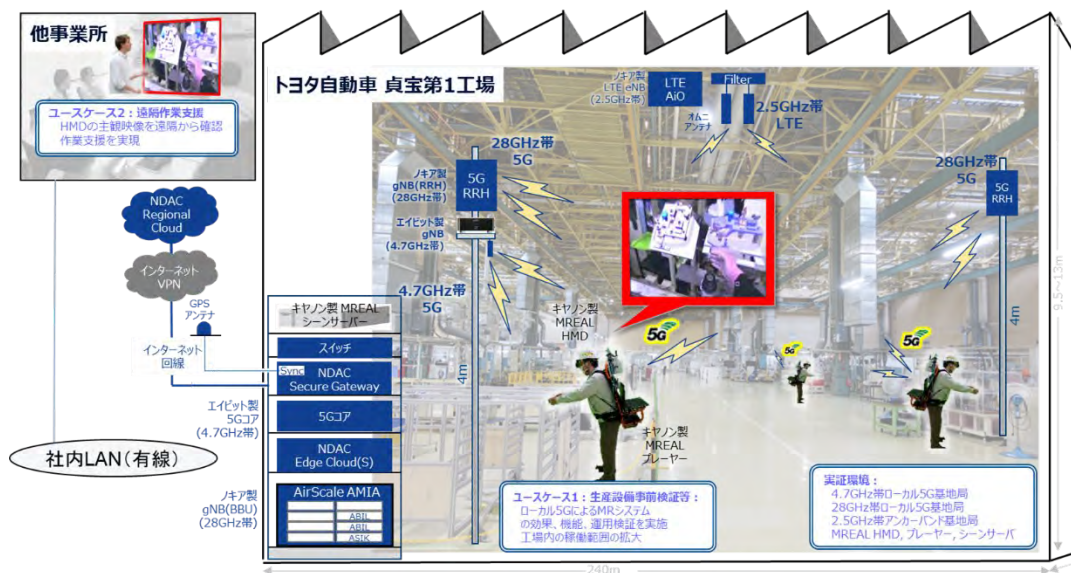 他事業所
ユースケース2：遠隔作業支援
HMDの主観映像を遠隔から確認
作業支援を実現
NDAC
Regional
Cloud
インターネット
VPN
GPS
アンテナ
インターネット
回線
エイビット製
5Gコア
(4.7GHz帯)
社内LAN（有線）
ノキア製
gNB(BBU)
(28GHz帯)
キヤノン製 MREAL
シーンサーバー
スイッチ
Sync
NDAC
Secure Gateway
5Gコア
NDAC
Edge Cloud(S)
AirScale AMIA
ABIL
ABIL
ASIK
トヨタ自動車 貞宝第1工場
ノキア製
LTE eNB
(2.5GHz帯)
LTE
AiO
Filter
オムニ
アンテナ
2.5GHz帯
LTE
28GHz帯
5G
ノキア製
gNB(RRH)
(28GHz帯)
5G
RRH
エイビット製
gNB
(4.7GHz帯)
4.7GHz帯
5G
4m
キヤノン製
MREAL
HMD
5G
5G
5G
キヤノン製
MREAL
プレーヤー
28GHz帯
5G
5G
RRH
4m
9.5～13m
ユースケース1：生産設備事前検証等：
ローカル5GによるMRシステム
の効果、機能、運用検証を実施
工場内の稼働範囲の拡大
実証環境：
4.7GHz帯ローカル5G基地局
28GHz帯ローカル5G基地局
2.5GHz帯アンカーバンド基地局
MREAL HMD, プレーヤー, シーンサーバ
240m